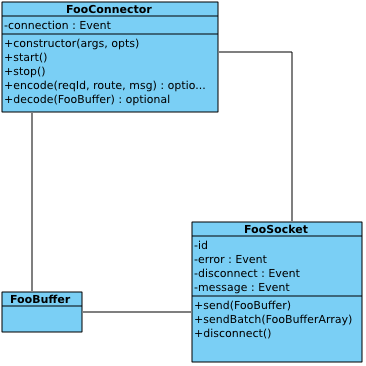 FooConnector
-connection : Event
+constructor(args, opts)
+start()
+stop()
+encode(reqId, route, msg) : optio...
+decode(FooBuffer) : optional
FooSocket
-id
-error : Event
-disconnect : Event
-message : Event
+send(FooBuffer)
+sendBatch(FooBufferArray)
+disconnect()
FooBuffer